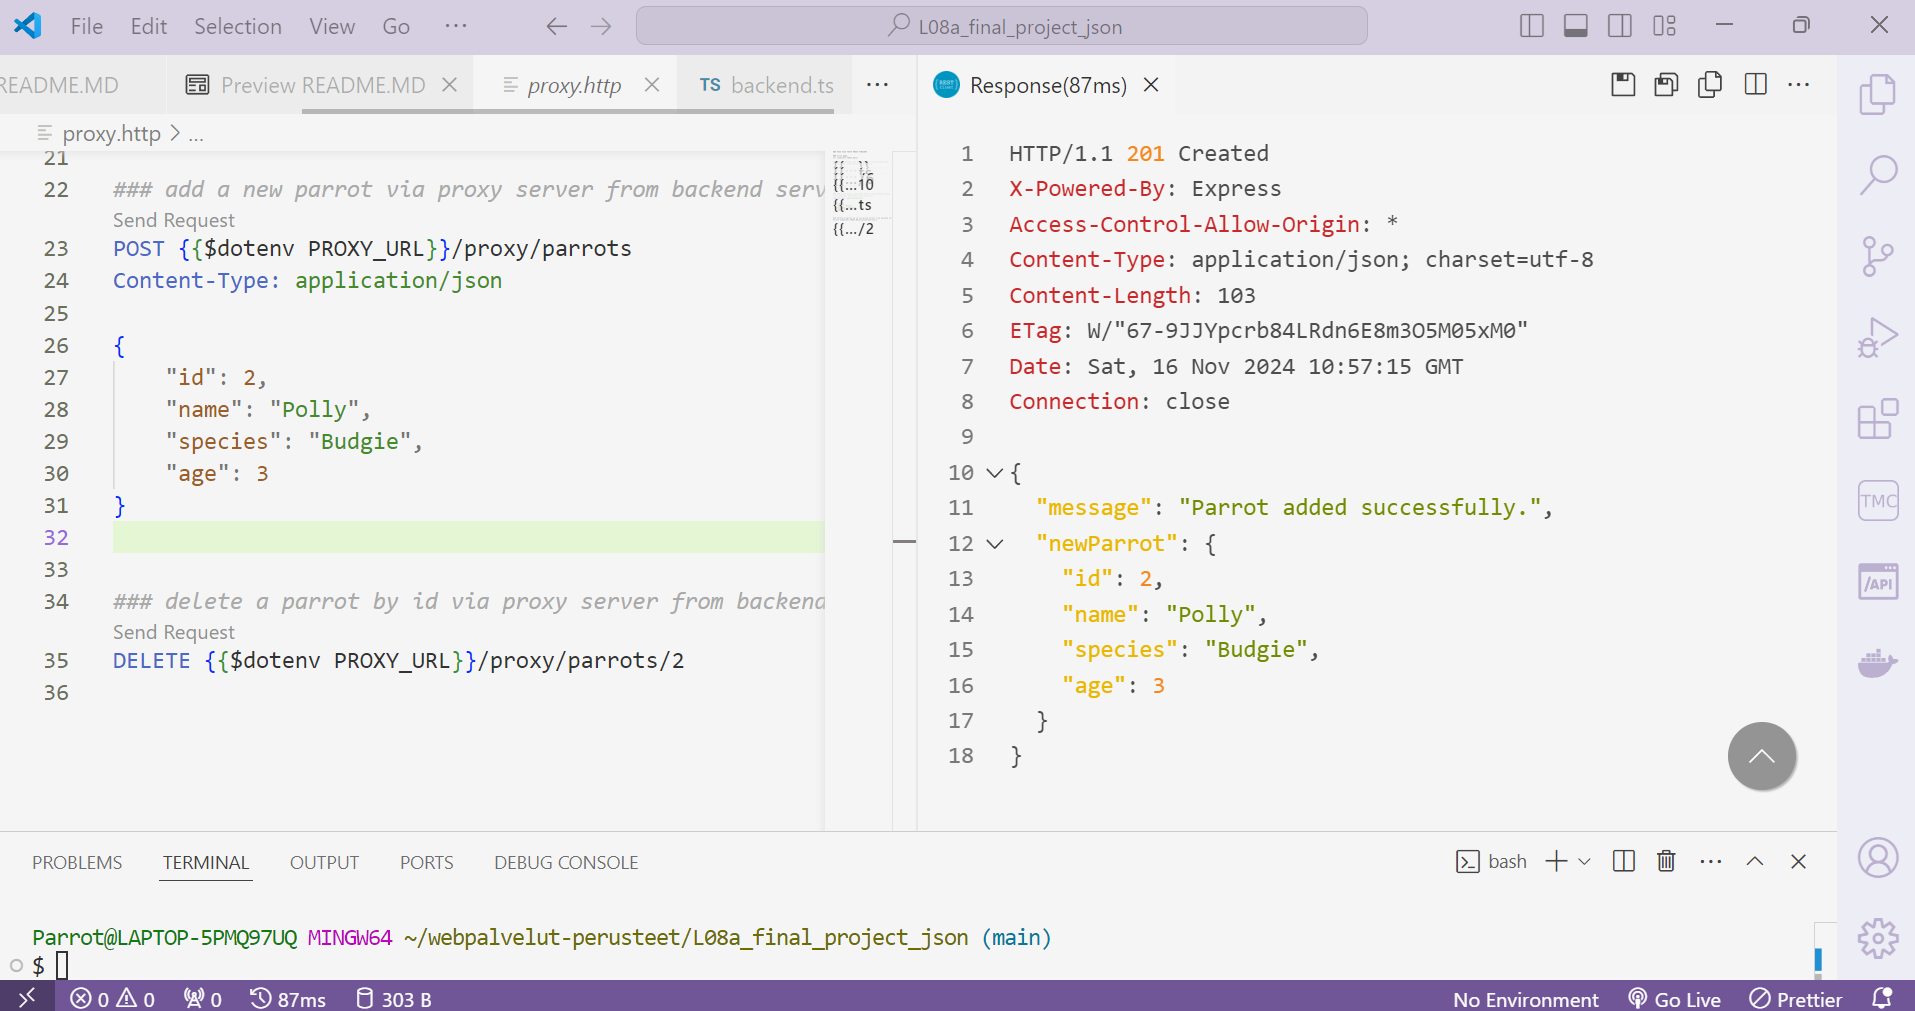 File Edit Selection View Go ··· L08a_final_project_json
README.MD Preview README.MD proxy.http TS backend.ts ···
Response(87ms) ···
proxy.http > ...
21
22 ### add a new parrot via proxy server from backend serv
Send Request
23 POST {{$dotenv PROXY_URL}}/proxy/parrots
24 Content-Type: application/json
25
26 {
27 "id": 2,
28 "name": "Polly",
29 "species": "Budgie",
30 "age": 3
31 }
32
33
34 ### delete a parrot by id via proxy server from backend
Send Request
35 DELETE {{$dotenv PROXY_URL}}/proxy/parrots/2
36
{{...10
{{...ts
{{.../2
1 HTTP/1.1 201 Created
2 X-Powered-By: Express
3 Access-Control-Allow-Origin: *
4 Content-Type: application/json; charset=utf-8
5 Content-Length: 103
6 ETag: W/"67-9JJYpcrb84LRdn6E8m3O5M05xM0"
7 Date: Sat, 16 Nov 2024 10:57:15 GMT
8 Connection: close
9
10 {
11 "message": "Parrot added successfully.",
12 "newParrot": {
13 "id": 2,
14 "name": "Polly",
15 "species": "Budgie",
16 "age": 3
17 }
18 }
TMC
/API
PROBLEMS TERMINAL OUTPUT PORTS DEBUG CONSOLE bash ···
Parrot@LAPTOP-5PMQ97UQ MINGW64 ~/webpalvelut-perusteet/L08a_final_project_json (main)
$
0 0 0 87ms 303 B No Environment Go Live Prettier